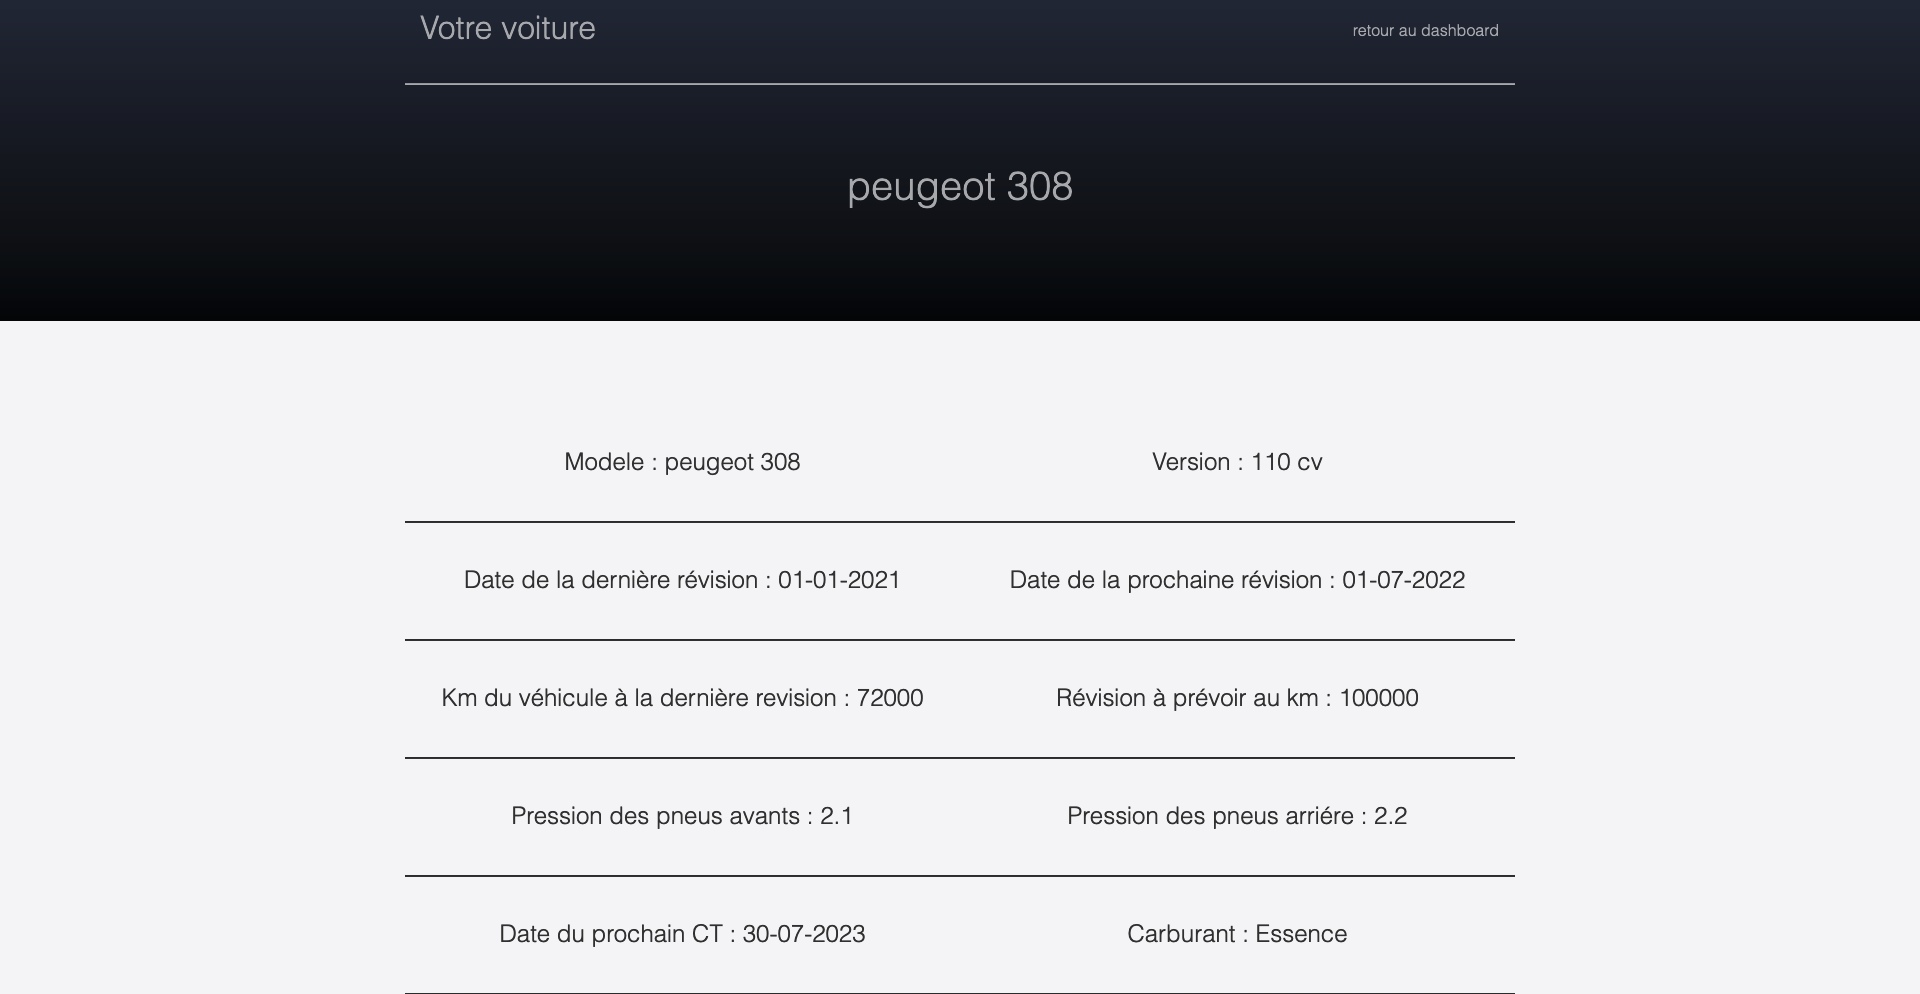 Votre voiture
retour au dashboard
peugeot 308
Modele : peugeot 308
Version : 110 cv
Date de la dernière révision : 01-01-2021
Date de la prochaine révision : 01-07-2022
Km du véhicule à la dernière revision : 72000
Révision à prévoir au km : 100000
Pression des pneus avants : 2.1
Pression des pneus arriére : 2.2
Date du prochain CT : 30-07-2023
Carburant : Essence